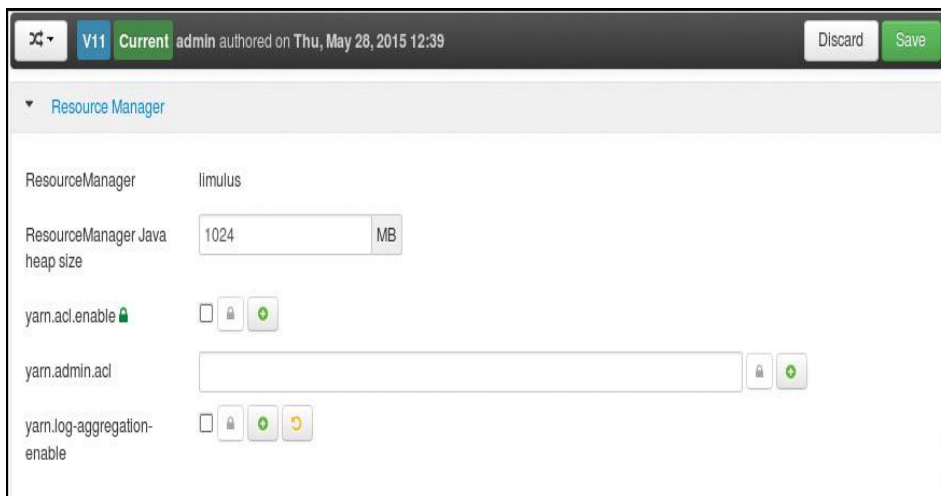 V11 Current admin authored on Thu, May 28, 2015 12:39 Discard Save
Resource Manager
ResourceManager limulus
ResourceManager Java
heap size
1024 MB
yarn.acl.enable
yarn.admin.acl
yarn.log-aggregation-
enable